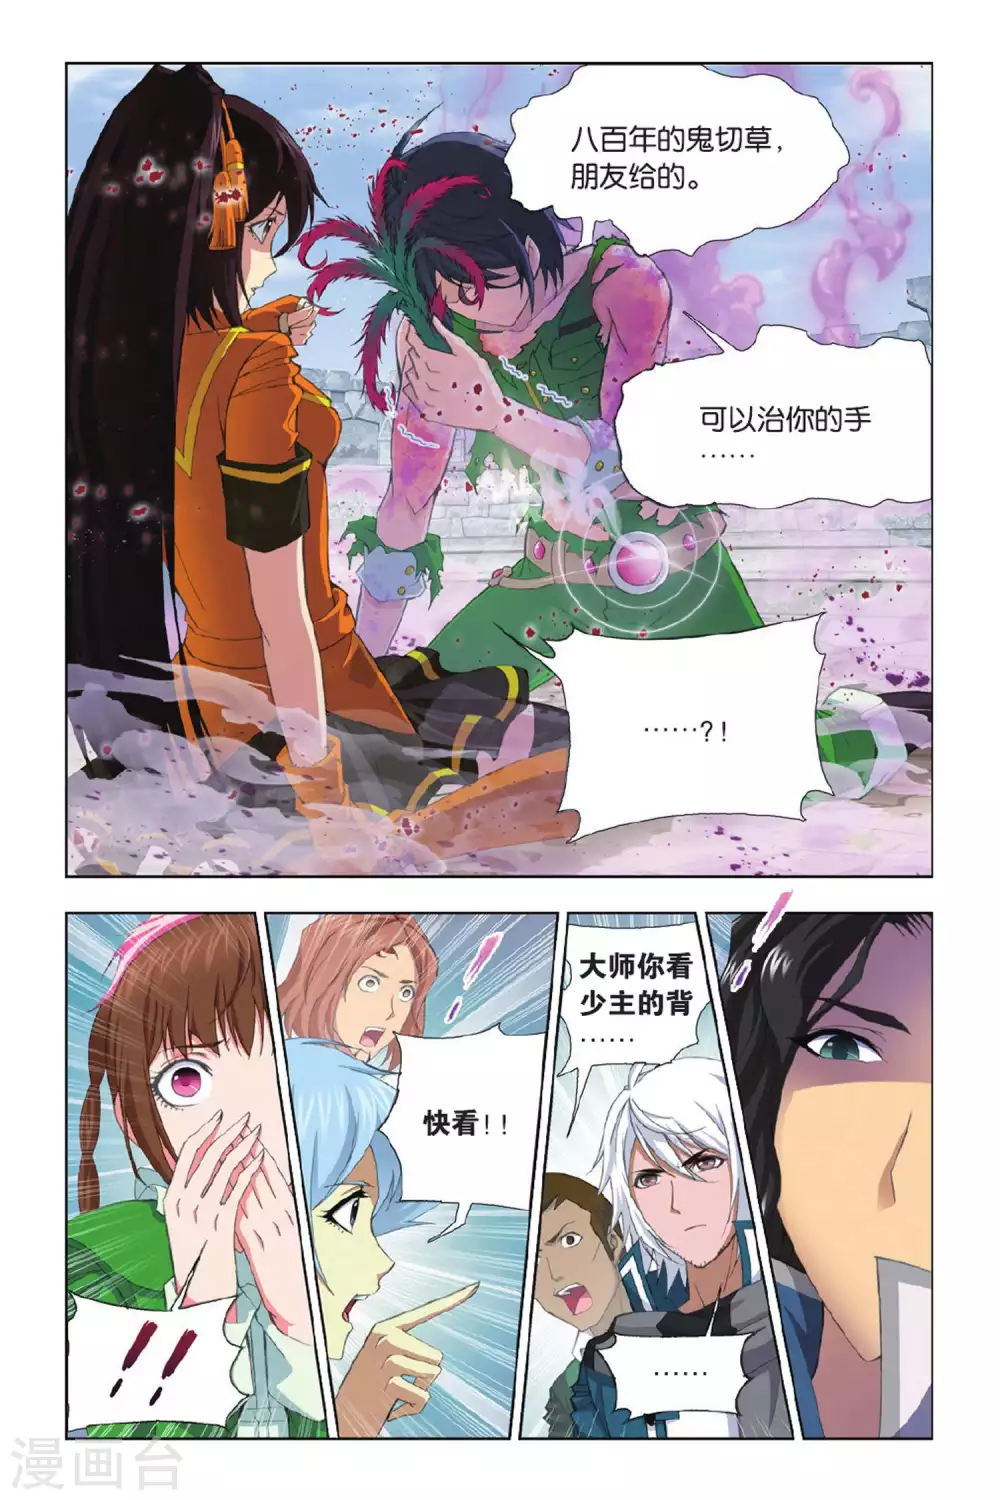 八百年的鬼切草，
朋友给的。
可以治你的手
……
……?!
!!
快看!!
大师你看
少主的背
……
……
漫画台